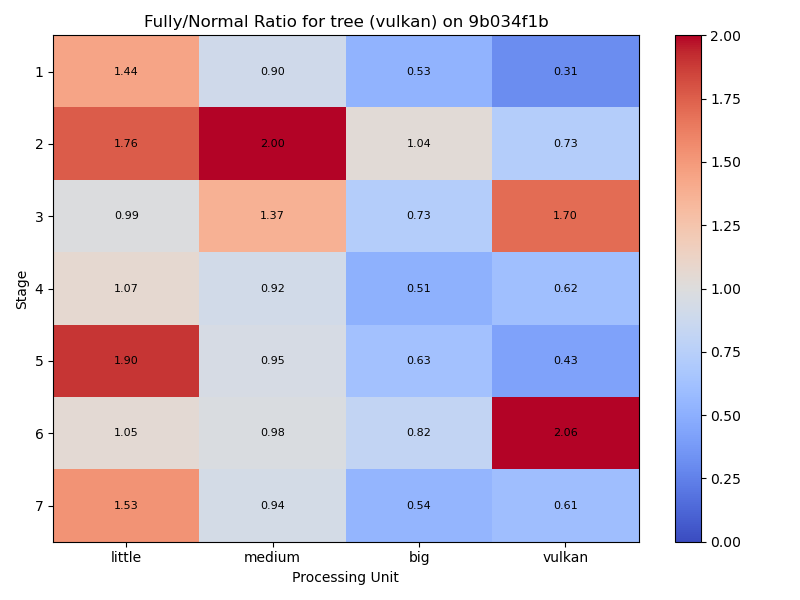 Fully/Normal Ratio for tree (vulkan) on 9b034f1b
1 1.44 0.90 0.53 0.31
2 1.76 2.00 1.04 0.73
3 0.99 1.37 0.73 1.70
4 1.07 0.92 0.51 0.62
5 1.90 0.95 0.63 0.43
6 1.05 0.98 0.82 2.06
7 1.53 0.94 0.54 0.61
little medium big vulkan
Processing Unit
Stage
2.00
1.75
1.50
1.25
1.00
0.75
0.50
0.25
0.00